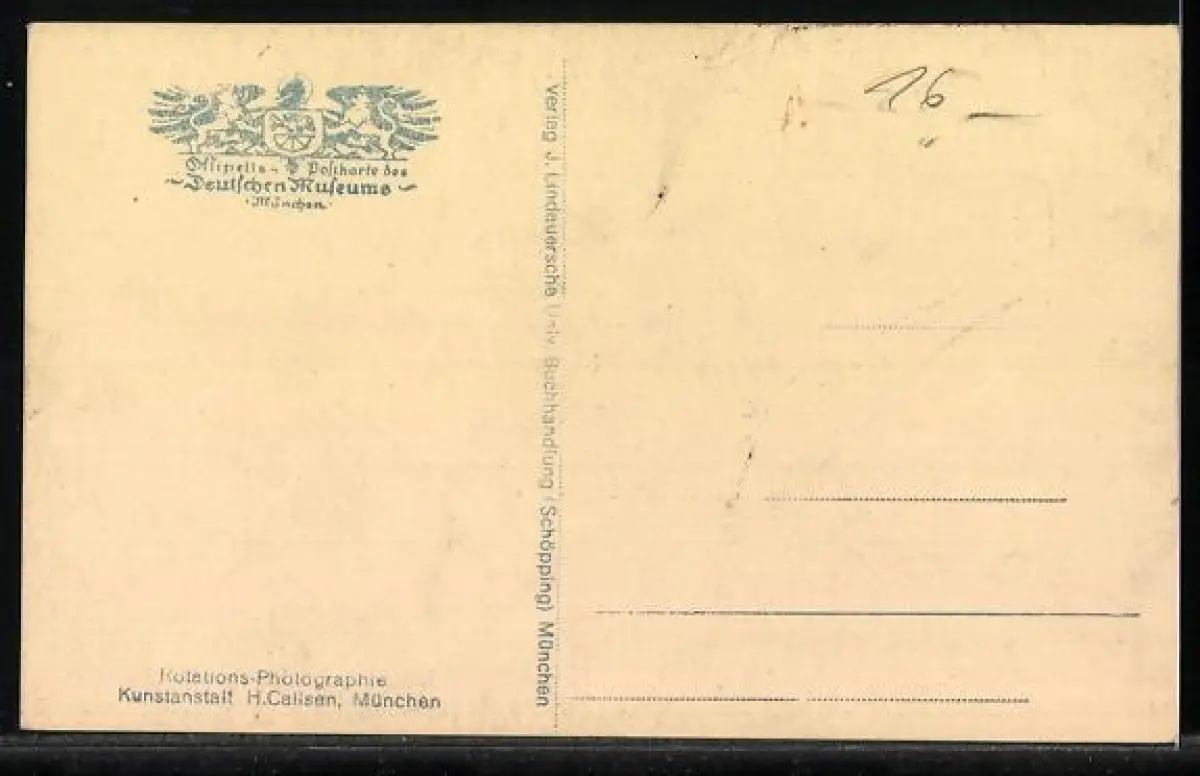 Offizielle Postkarte des
Deutschen Museums
München
Verlag J. Lindauersche Univ. Buchhandlung (Schöpping) München
16
Rotations-Photographie
Kunstanstalt H.Callsen, München